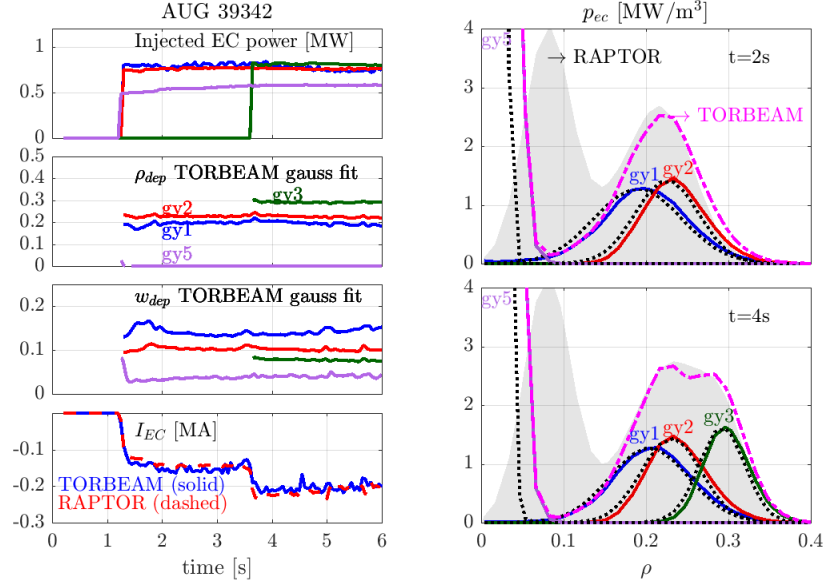 AUG 39342
Injected EC power [MW]
1
0.5
0
ρ_dep TORBEAM gauss fit
0.5
0.4
0.3
0.2
0.1
0
gy3
gy2
gy1
gy5
w_dep TORBEAM gauss fit
0.2
0.1
0
I_EC [MA]
-0.1
-0.2
-0.3
TORBEAM (solid)
RAPTOR (dashed)
0 1 2 3 4 5 6
time [s]
p_ec [MW/m³]
4
3
2
1
0
gy5
→ RAPTOR
t=2s
→ TORBEAM
gy2
gy1
4
3
2
1
0
gy5
t=4s
gy3
gy2
gy1
0 0.1 0.2 0.3 0.4
ρ